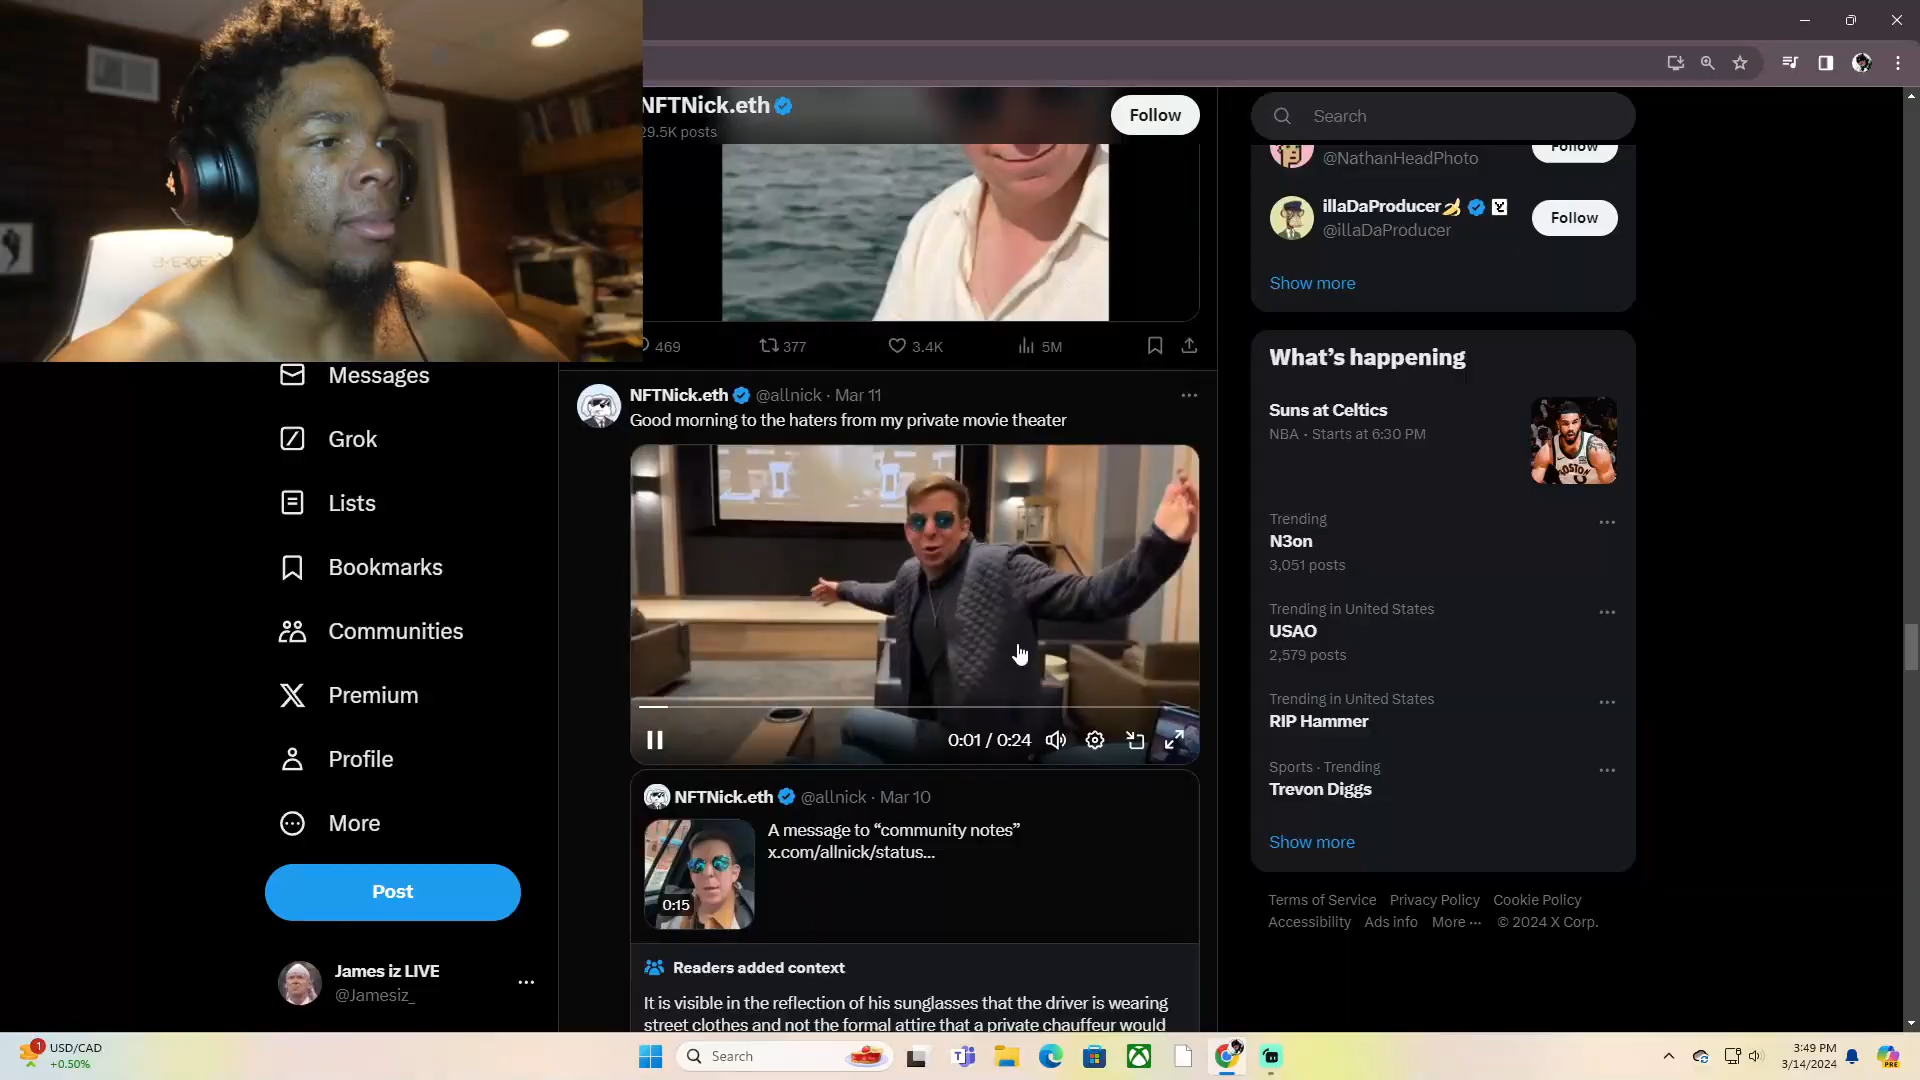 NFTNick.eth
29.5K posts
Follow
Search
@NathanHeadPhoto
Follow
illaDaProducer
@illaDaProducer
Follow
Show more
469
377
3.4K
5M
What's happening
Suns at Celtics
NBA · Starts at 6:30 PM
BOSTON
Trending
N3on
3,051 posts
Trending in United States
USAO
2,579 posts
Trending in United States
RIP Hammer
Sports · Trending
Trevon Diggs
Show more
Terms of Service Privacy Policy Cookie Policy
Accessibility Ads info More ··· © 2024 X Corp.
Messages
Grok
Lists
Bookmarks
Communities
Premium
Profile
More
Post
James iz LIVE
@Jamesiz_
NFTNick.eth @allnick · Mar 11
Good morning to the haters from my private movie theater
0:01 / 0:24
NFTNick.eth @allnick · Mar 10
A message to “community notes”
x.com/allnick/status...
0:15
Readers added context
It is visible in the reflection of his sunglasses that the driver is wearing
street clothes and not the formal attire that a private chauffeur would
1
USD/CAD
+0.50%
Search
3:49 PM
3/14/2024
PRE